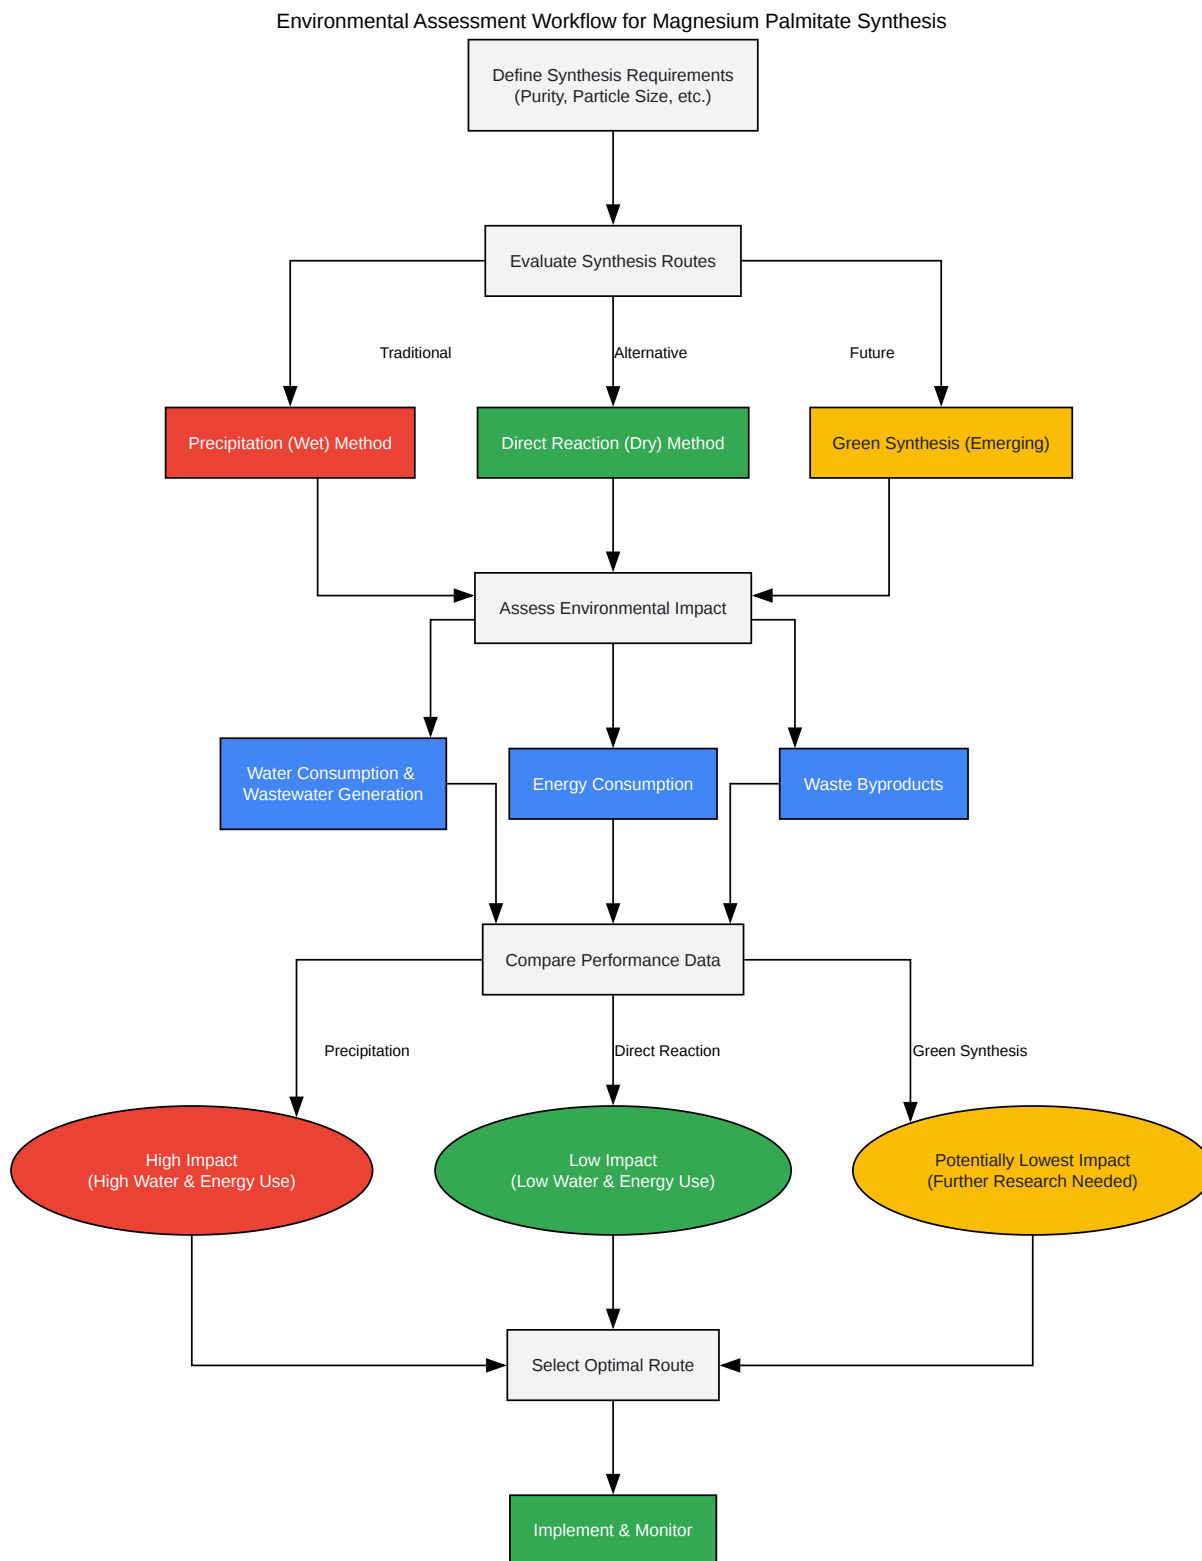 Environmental Assessment Workflow for Magnesium Palmitate Synthesis
Define Synthesis Requirements
(Purity, Particle Size, etc.)
Evaluate Synthesis Routes
Traditional
Alternative
Future
Precipitation (Wet) Method
Direct Reaction (Dry) Method
Green Synthesis (Emerging)
Assess Environmental Impact
Water Consumption &
Wastewater Generation
Energy Consumption
Waste Byproducts
Compare Performance Data
Precipitation
Direct Reaction
Green Synthesis
High Impact
(High Water & Energy Use)
Low Impact
(Low Water & Energy Use)
Potentially Lowest Impact
(Further Research Needed)
Select Optimal Route
Implement & Monitor